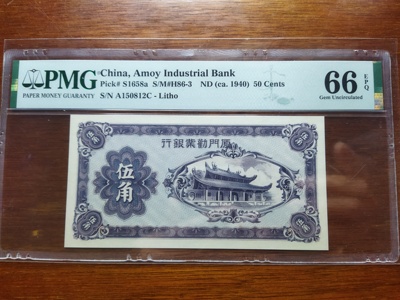 PMG
PAPER MONEY GUARANTY
China, Amoy Industrial Bank
Pick# S1658a S/M#H86-3 ND (ca. 1940) 50 Cents
S/N A150812C - Litho
66 EPQ
Gem Uncirculated
行銀業勸門廈
伍角